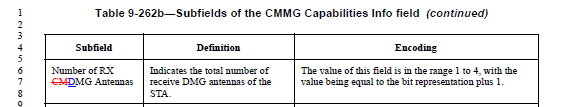 1 Table 9-262b—Subfields of the CMMG Capabilities Info field (continued)
2
3
4 Subfield Definition Encoding
5
6 Number of RX Indicates the total number of The value of this field is in the range 1 to 4, with the
7 CMDMG Antennas receive DMG antennas of the value being equal to the bit representation plus 1.
8 STA.
9